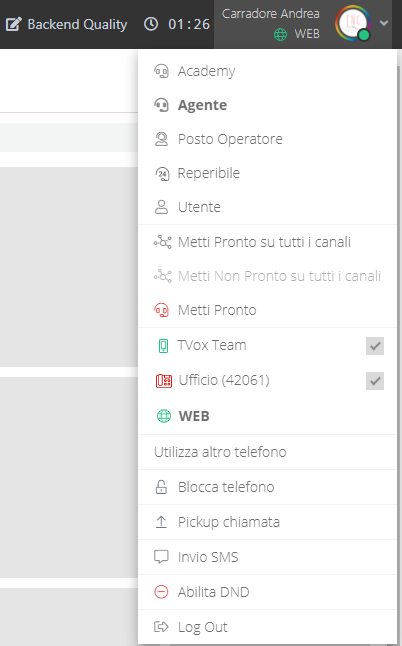 Backend Quality
01:26
Carradore Andrea
WEB
Academy
Agente
Posto Operatore
Reperibile
Utente
Metti Pronto su tutti i canali
Metti Non Pronto su tutti i canali
Metti Pronto
TVox Team
Ufficio (42061)
WEB
Utilizza altro telefono
Blocca telefono
Pickup chiamata
Invio SMS
Abilita DND
Log Out